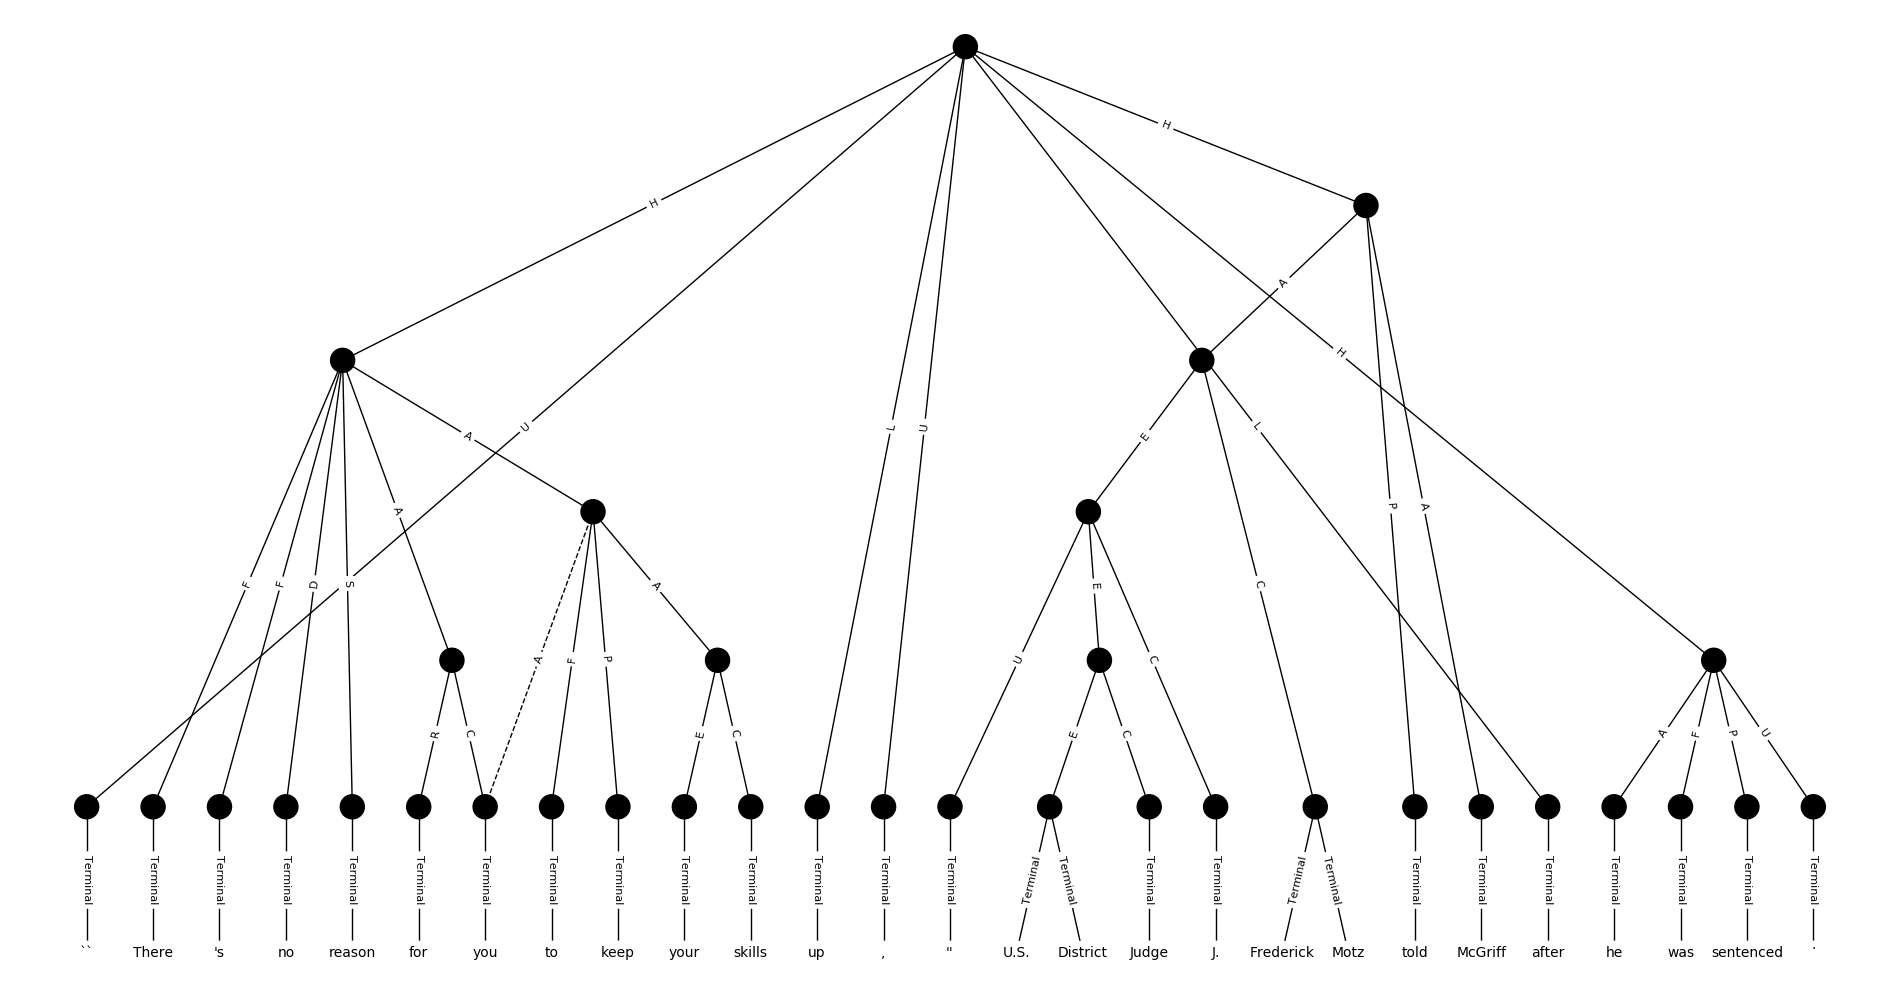 H
H
A
H
U
A
L
U
E
L
A
P
A
F
F
D
S
C
E
A
A
F
P
U
C
R
C
E
C
E
C
A
F
P
U
Terminal Terminal Terminal Terminal Terminal Terminal Terminal Terminal Terminal Terminal Terminal Terminal Terminal Terminal Terminal Terminal Terminal Terminal Terminal Terminal Terminal Terminal Terminal Terminal Terminal Terminal Terminal
`` There 's no reason for you to keep your skills up , " U.S. District Judge J. Frederick Motz told McGriff after he was sentenced .